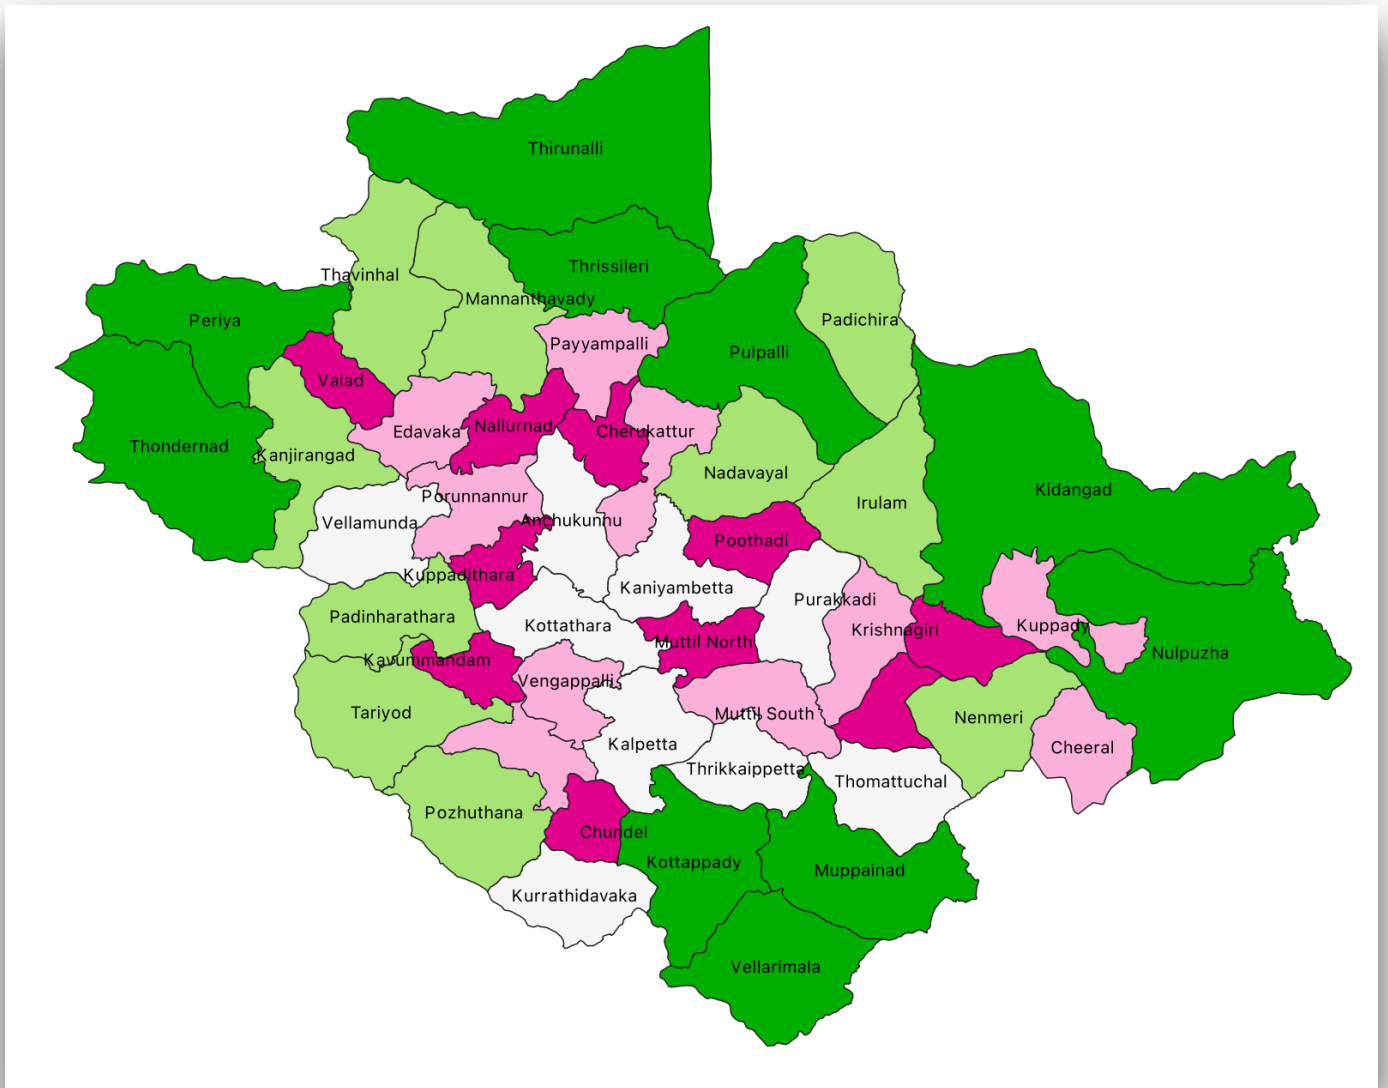 Thirunalli
Thrissileri
Thavinhal
Mannanthavady
Periya
Padichira
Payyampalli
Pulpalli
Valad
Nallurnad
Edavaka
Cherukattur
Thondernad
Kanjirangad
Nadavayal
Kidangad
Porunnannur
Irulam
Vellamunda
Anchukunnu
Poothadi
Kuppadithara
Kaniyambetta
Purakkadi
Padinharathara
Kottathara
Krishnagiri
Kuppady
Muttil North
Nulpuzha
Kavummandam
Vengappalli
Tariyod
Muttil South
Nenmeri
Kalpetta
Cheeral
Thrikkaippetta
Thomattuchal
Pozhuthana
Chundel
Kottappady
Muppainad
Kurrathidavaka
Vellarimala